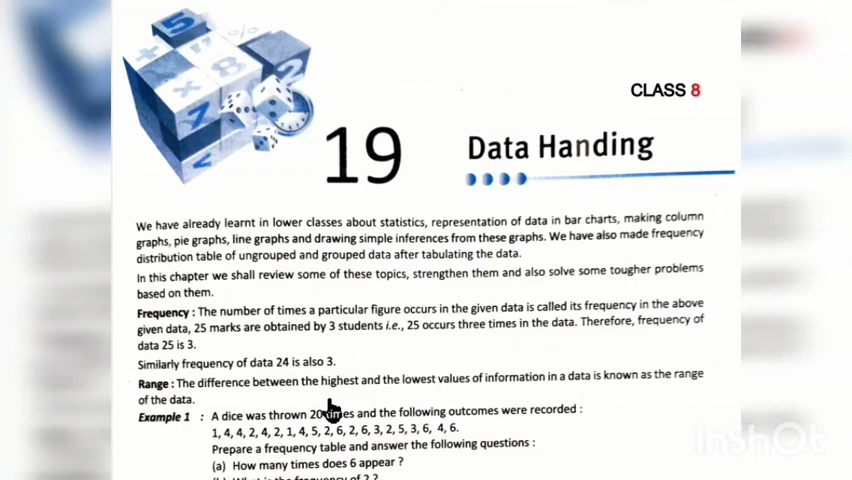 CLASS 8
19
Data Handing
We have already learnt in lower classes about statistics, representation of data in bar charts, making column
graphs, pie graphs, line graphs and drawing simple inferences from these graphs. We have also made frequency
distribution table of ungrouped and grouped data after tabulating the data.
In this chapter we shall review some of these topics, strengthen them and also solve some tougher problems
based on them.
Frequency : The number of times a particular figure occurs in the given data is called its frequency in the above
given data, 25 marks are obtained by 3 students i.e., 25 occurs three times in the data. Therefore, frequency of
data 25 is 3.
Similarly frequency of data 24 is also 3.
Range : The difference between the highest and the lowest values of information in a data is known as the range
of the data.
Example 1 : A dice was thrown 20 times and the following outcomes were recorded :
1, 4, 4, 2, 4, 2, 1, 4, 5, 2, 6, 2, 6, 3, 2, 5, 3, 6, 4, 6.
Prepare a frequency table and answer the following questions :
(a) How many times does 6 appear ?
(b) What is the frequency of 2 ?
InShot